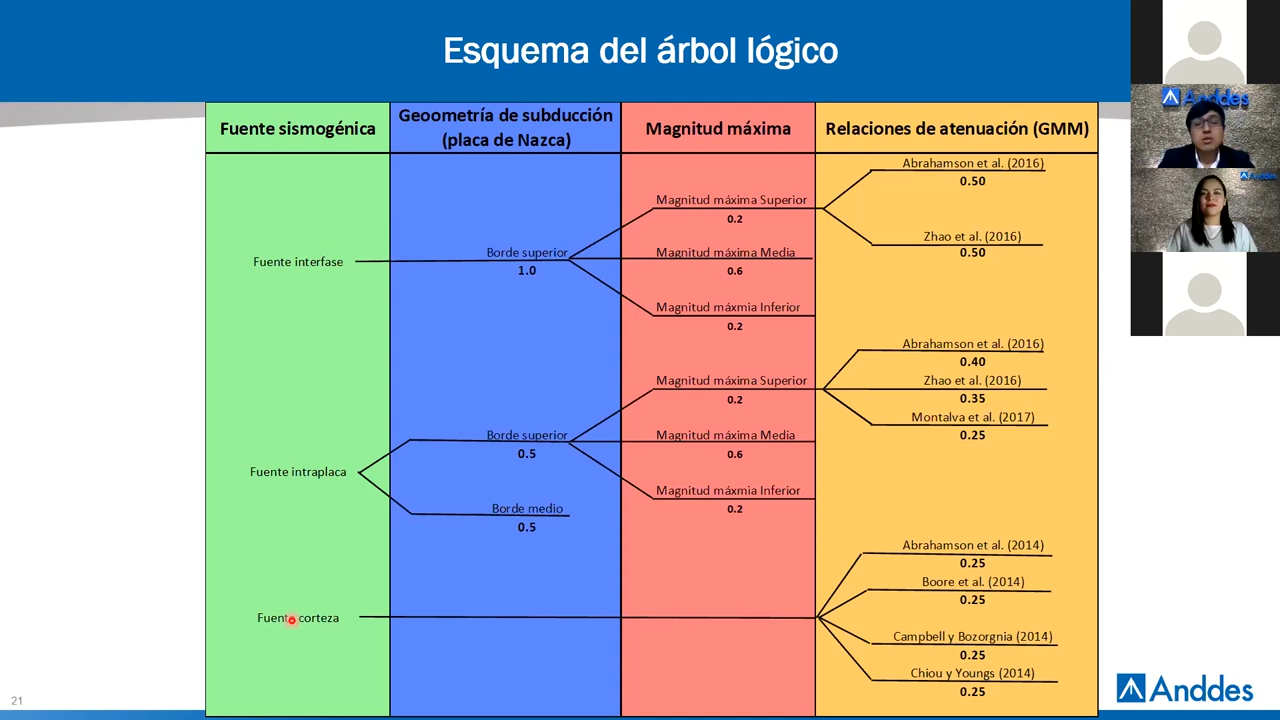 Esquema del árbol lógico
Fuente sismogénica
Geoometría de subducción
(placa de Nazca)
Magnitud máxima
Relaciones de atenuación (GMM)
Fuente interfase
Borde superior
1.0
Magnitud máxima Superior
0.2
Magnitud máxima Media
0.6
Magnitud máxmia Inferior
0.2
Abrahamson et al. (2016)
0.50
Zhao et al. (2016)
0.50
Fuente intraplaca
Borde superior
0.5
Borde medio
0.5
Magnitud máxima Superior
0.2
Magnitud máxima Media
0.6
Magnitud máxmia Inferior
0.2
Abrahamson et al. (2016)
0.40
Zhao et al. (2016)
0.35
Montalva et al. (2017)
0.25
Fuente corteza
Abrahamson et al. (2014)
0.25
Boore et al. (2014)
0.25
Campbell y Bozorgnia (2014)
0.25
Chiou y Youngs (2014)
0.25
21
Anddes
Anddes
Anddes